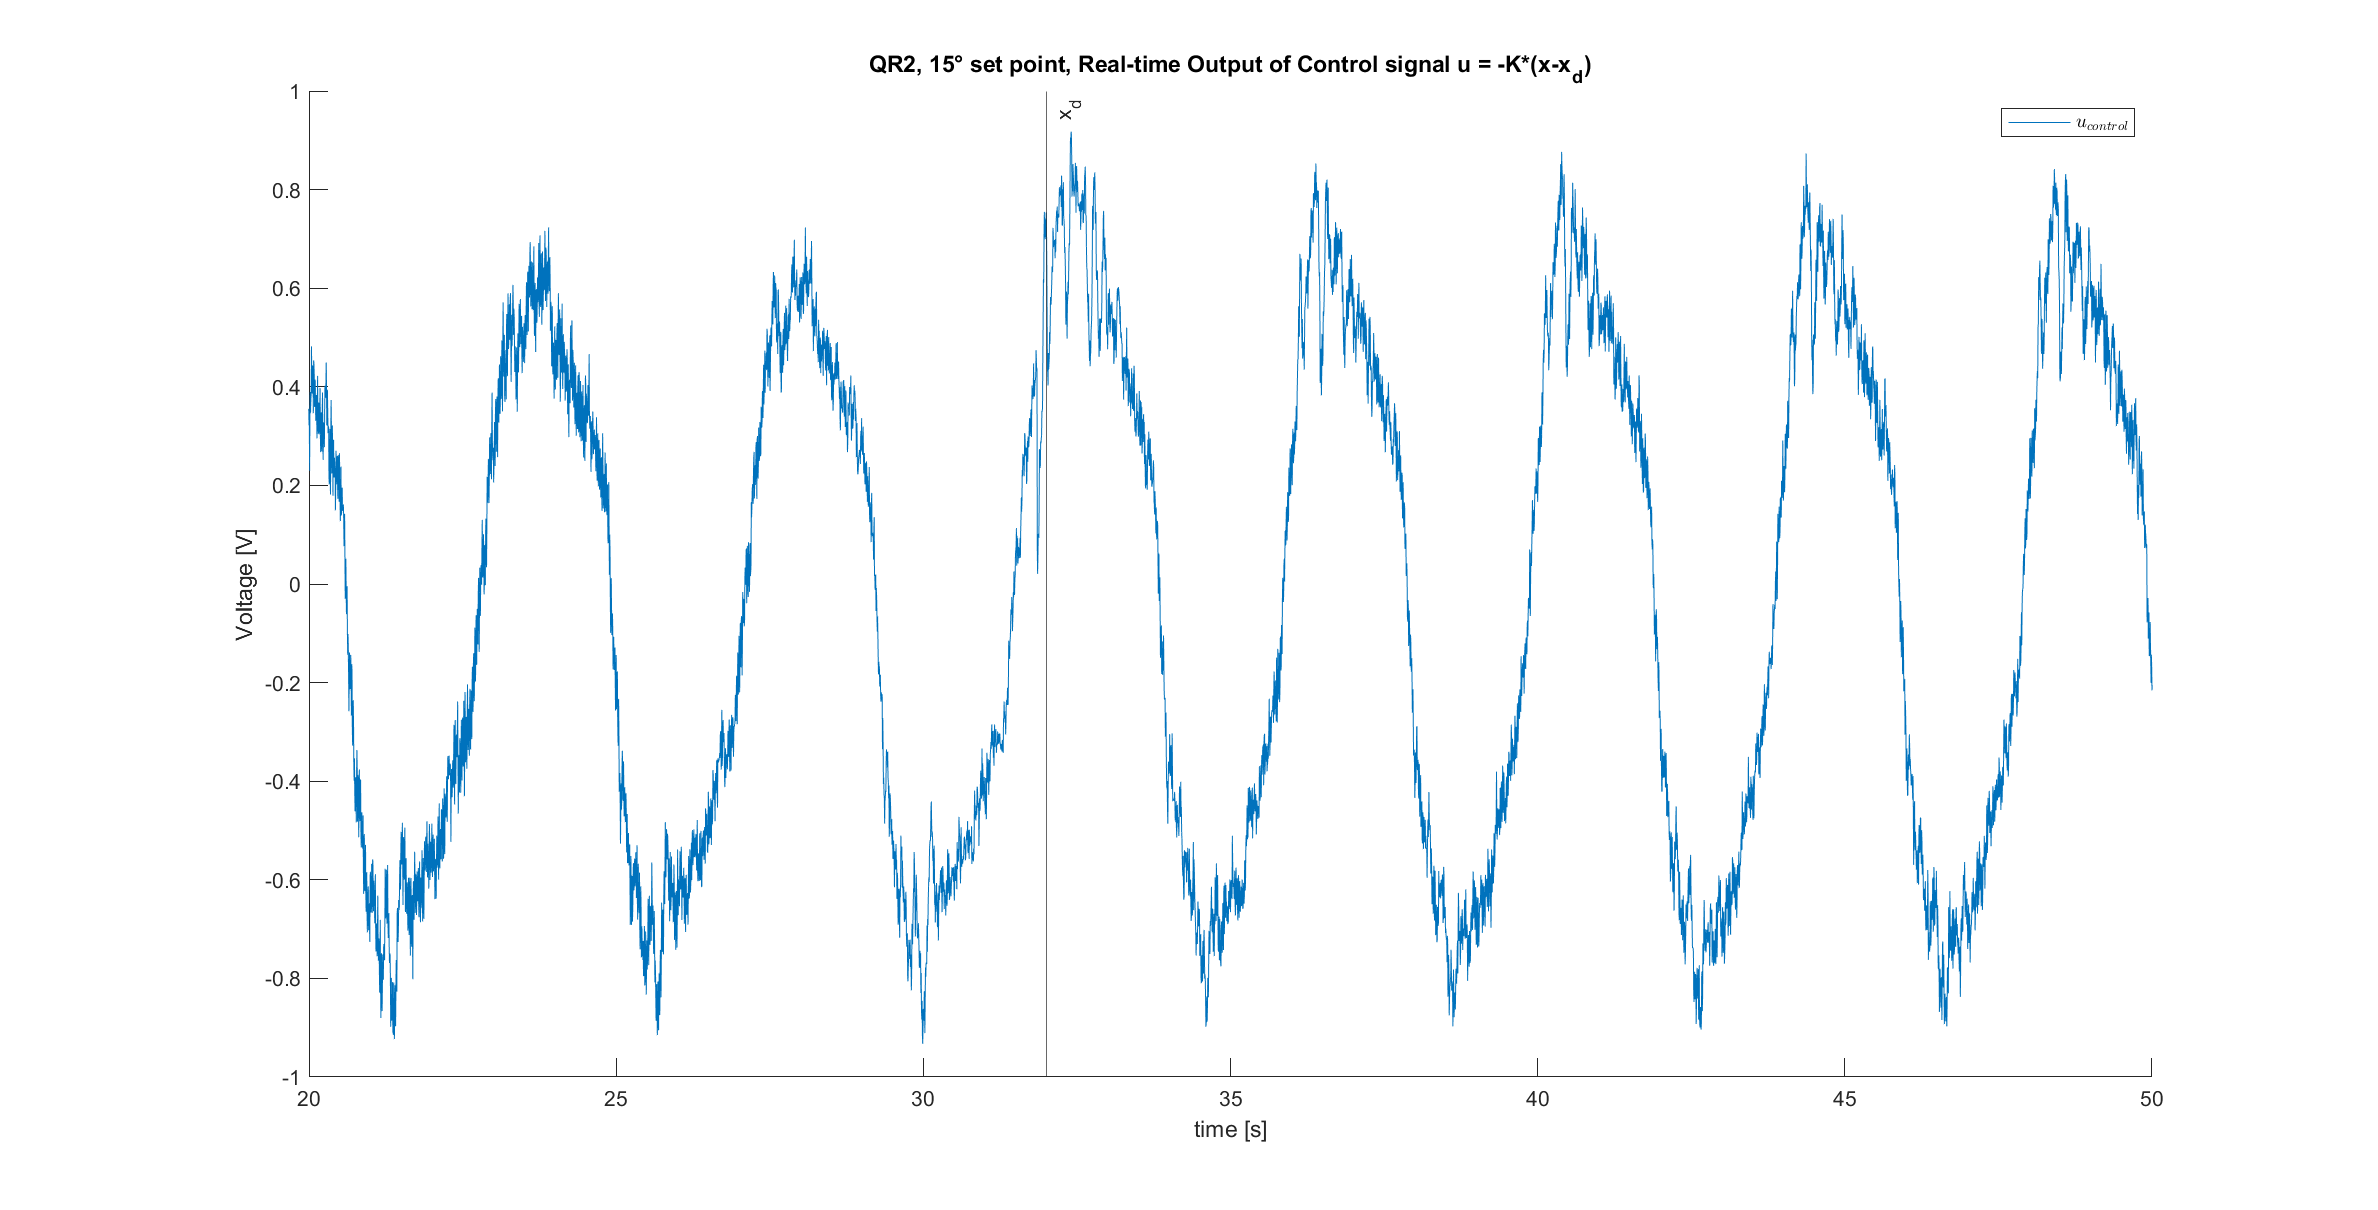 QR2, 15° set point, Real-time Output of Control signal u = -K*(x-x_d)
x_d
u_control
1
0.8
0.6
0.4
0.2
0
-0.2
-0.4
-0.6
-0.8
-1
Voltage [V]
20 25 30 35 40 45 50
time [s]